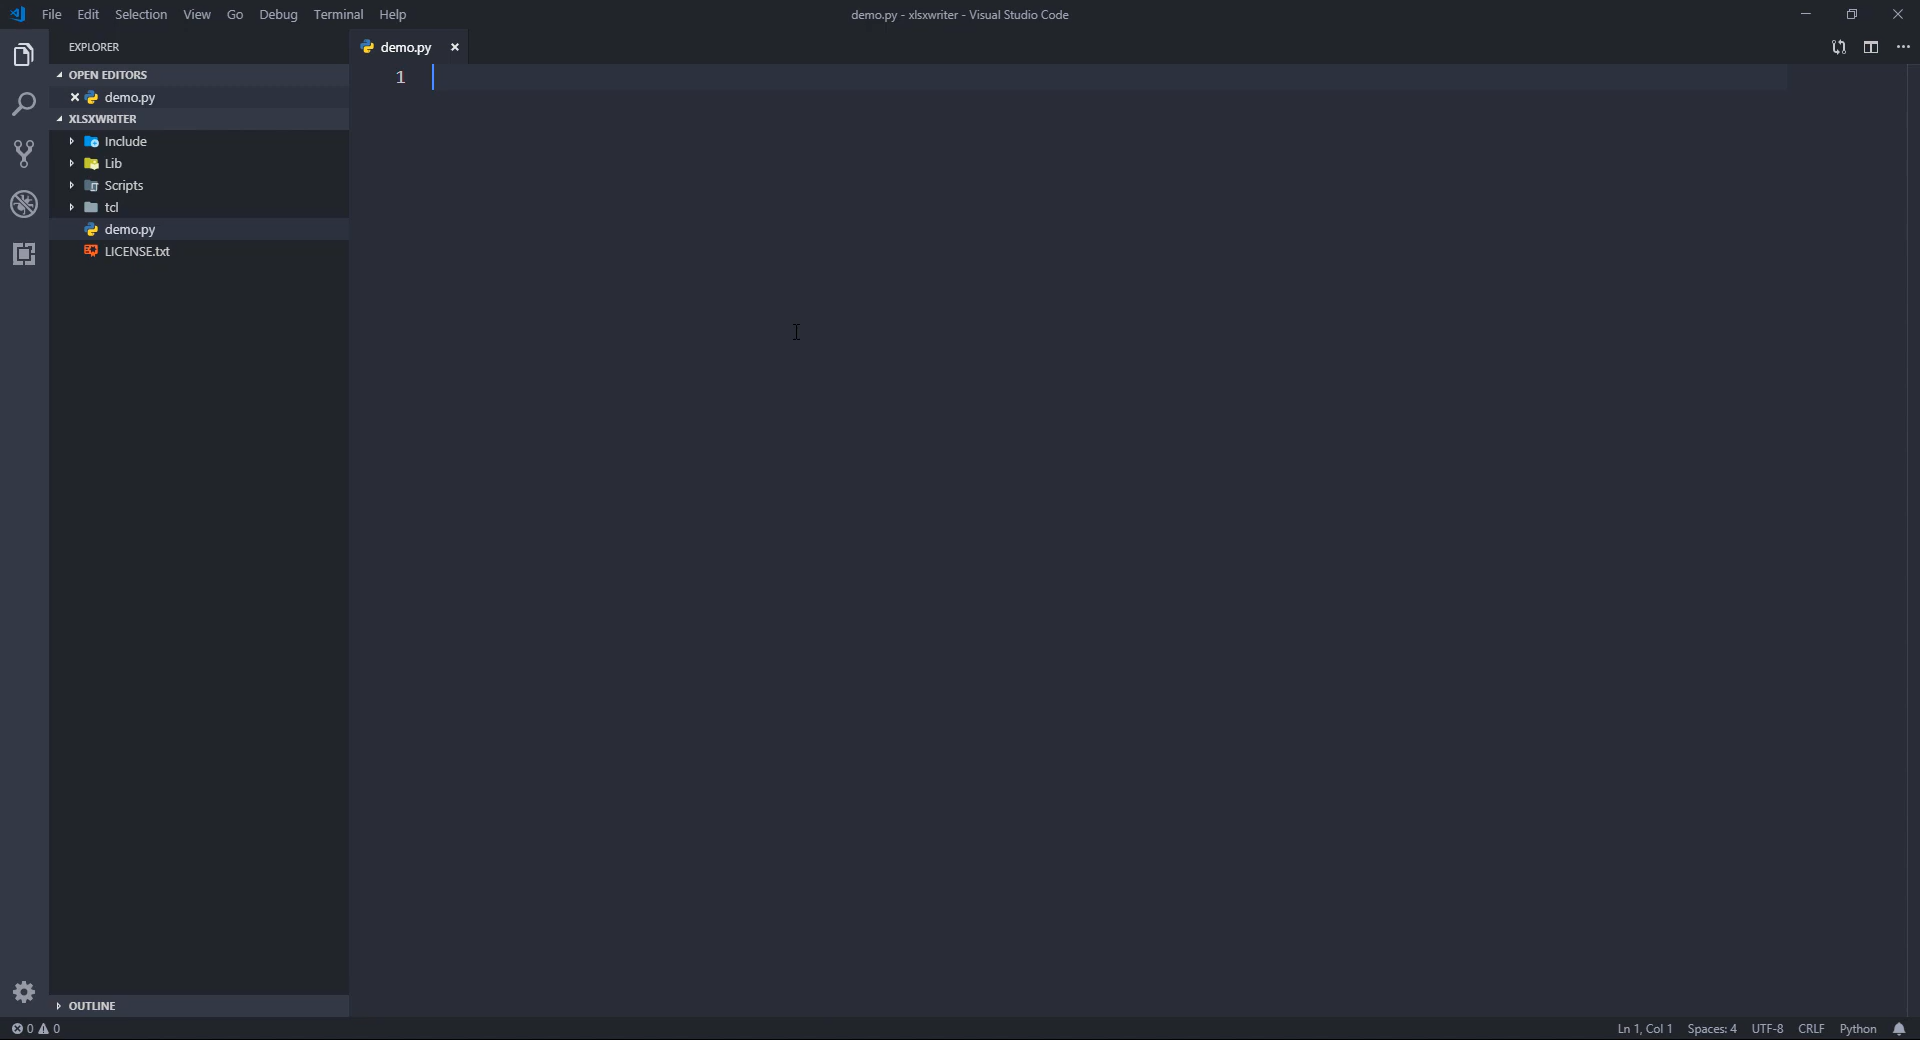 File Edit Selection View Go Debug Terminal Help
demo.py - xlsxwriter - Visual Studio Code
EXPLORER
demo.py
OPEN EDITORS
demo.py
XLSXWRITER
Include
Lib
Scripts
tcl
demo.py
LICENSE.txt
1
OUTLINE
0 0
Ln 1, Col 1 Spaces: 4 UTF-8 CRLF Python